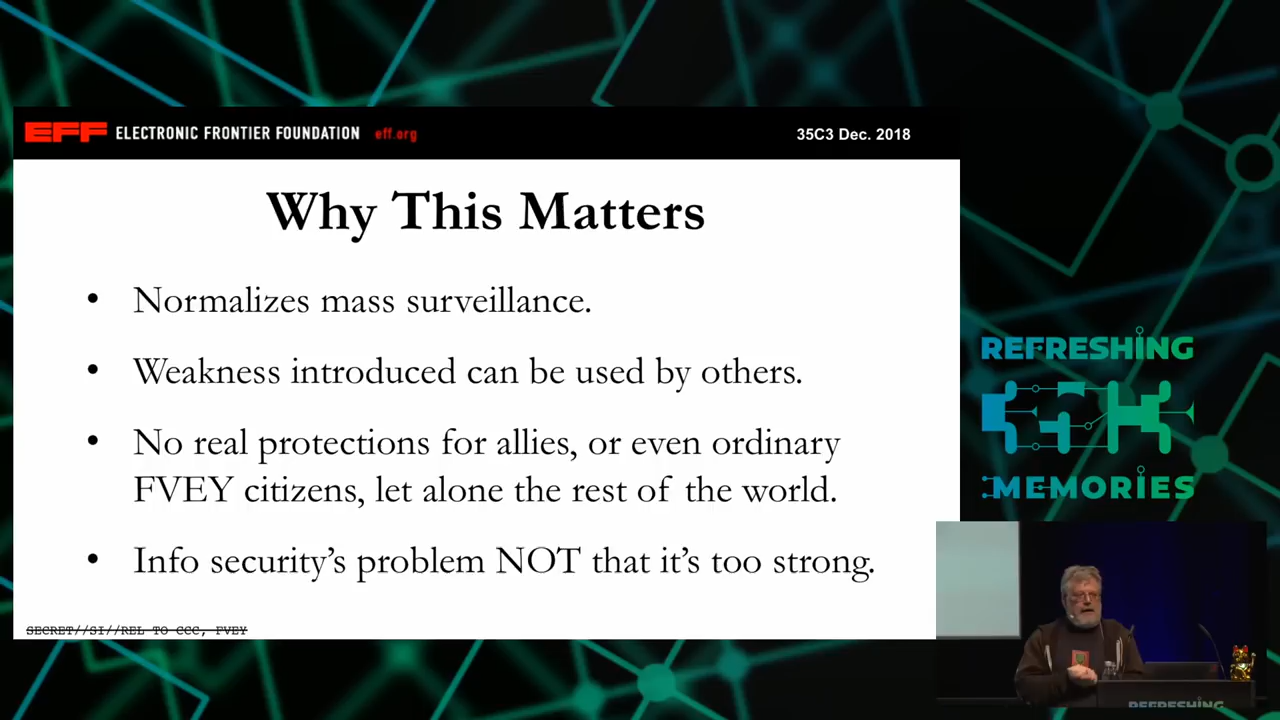 EFF ELECTRONIC FRONTIER FOUNDATION eff.org
35C3 Dec. 2018
Why This Matters
• Normalizes mass surveillance.
• Weakness introduced can be used by others.
• No real protections for allies, or even ordinary
FVEY citizens, let alone the rest of the world.
• Info security's problem NOT that it's too strong.
SECRET//SI//REL TO CCC, FVEY
REFRESHING
MEMORIES
REFRESHING